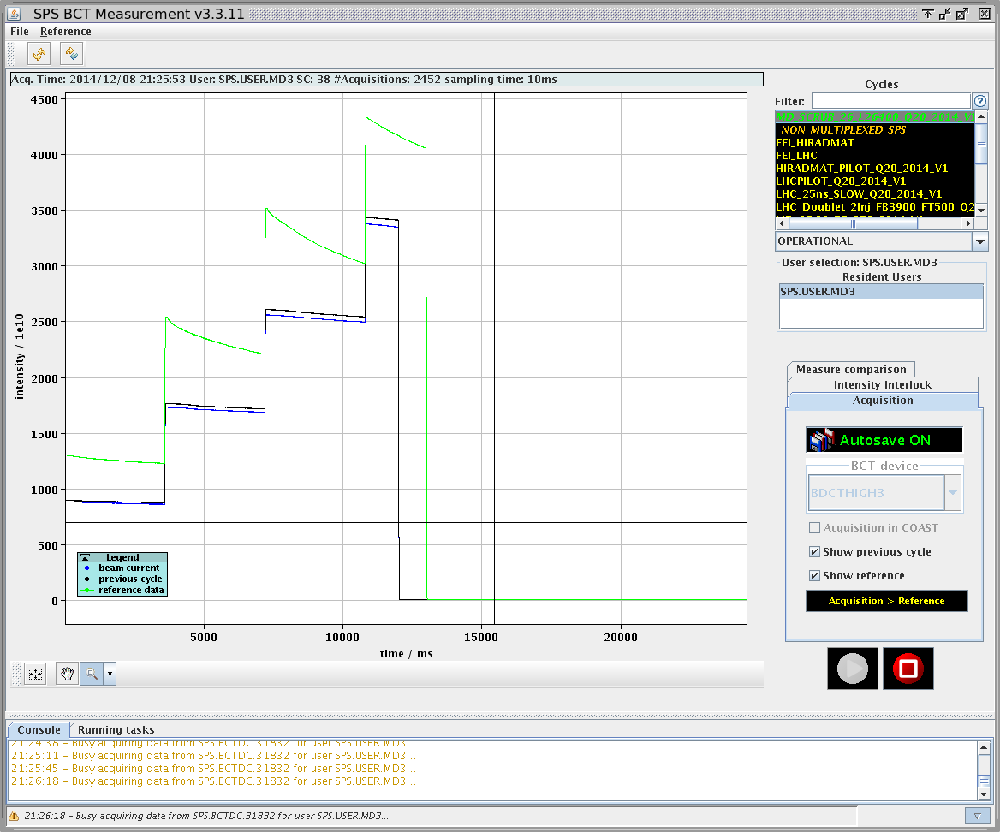 SPS BCT Measurement v3.3.11
File Reference
Acq. Time: 2014/12/08 21:25:53 User: SPS.USER.MD3 SC: 38 #Acquisitions: 2452 sampling time: 10ms
4500
4000
3500
3000
2500
2000
1500
1000
500
0
intensity / 1e10
5000 10000 15000 20000
time / ms
Legend
beam current
previous cycle
reference data
Cycles
Filter:
_NON_MULTIPLEXED_SPS
FEI_HIRADMAT
FEI_LHC
HIRADMAT_PILOT_Q20_2014_V1
LHCPILOT_Q20_2014_V1
LHC_25ns_SLOW_Q20_2014_V1
LHC_Doublet_2Inj_FB3900_FT500_Q2
OPERATIONAL
User selection: SPS.USER.MD3
Resident Users
SPS.USER.MD3
Measure comparison
Intensity Interlock
Acquisition
Autosave ON
BCT device
BDCTHIGH3
Acquisition in COAST
Show previous cycle
Show reference
Acquisition > Reference
Console Running tasks
21:24:38 – Busy acquiring data from SPS.BCTDC.31832 for user SPS.USER.MD3...
21:25:11 – Busy acquiring data from SPS.BCTDC.31832 for user SPS.USER.MD3...
21:25:45 – Busy acquiring data from SPS.BCTDC.31832 for user SPS.USER.MD3...
21:26:18 – Busy acquiring data from SPS.BCTDC.31832 for user SPS.USER.MD3...
21:26:18 – Busy acquiring data from SPS.BCTDC.31832 for user SPS.USER.MD3...